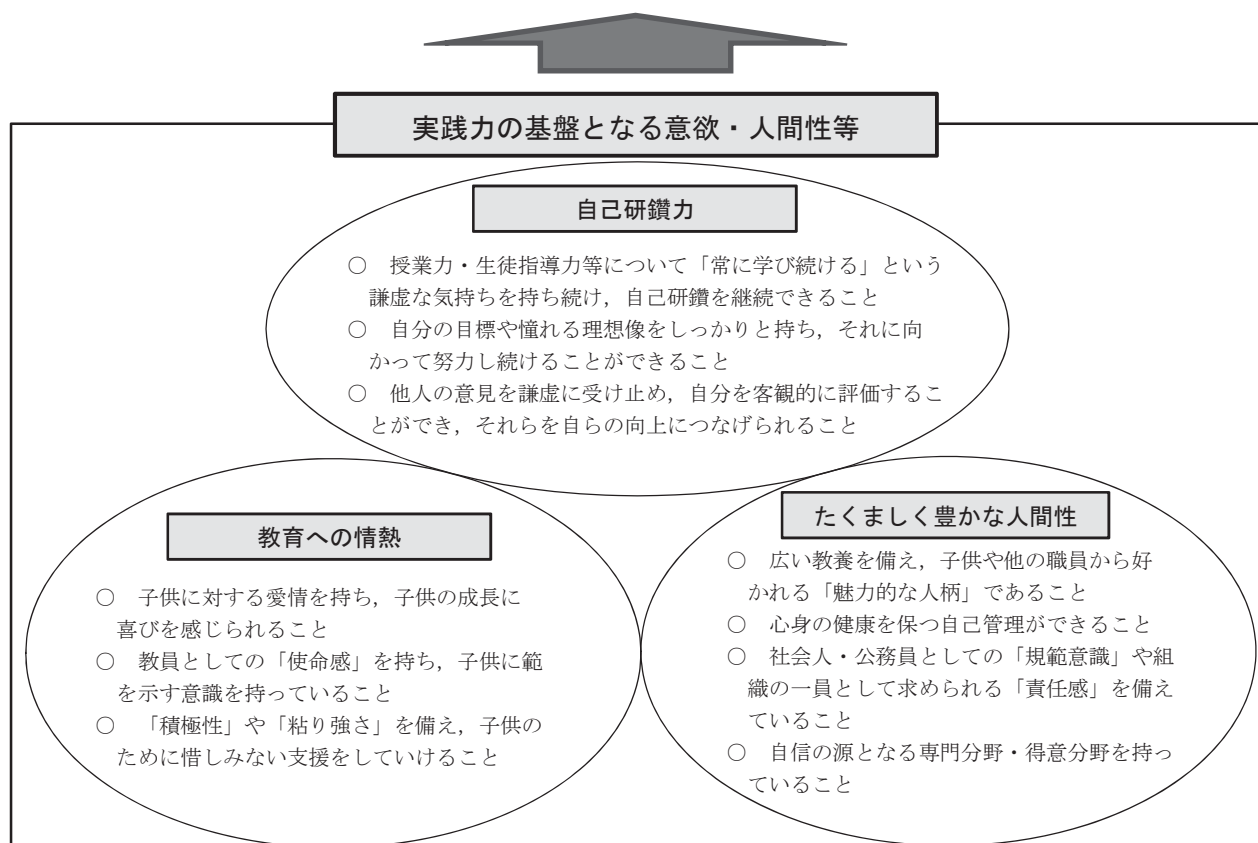 実践力の基盤となる意欲・人間性等
自己研鑽力
○　授業力・生徒指導力等について「常に学び続ける」という
謙虚な気持ちを持ち続け，自己研鑽を継続できること
○　自分の目標や憧れる理想像をしっかりと持ち，それに向
かって努力し続けることができること
○　他人の意見を謙虚に受け止め，自分を客観的に評価するこ
とができ，それらを自らの向上につなげられること
教育への情熱
○　子供に対する愛情を持ち，子供の成長に
喜びを感じられること
○　教員としての「使命感」を持ち，子供に範
を示す意識を持っていること
○　「積極性」や「粘り強さ」を備え，子供の
ために惜しみない支援をしていけること
たくましく豊かな人間性
○　広い教養を備え，子供や他の職員から好
かれる「魅力的な人柄」であること
○　心身の健康を保つ自己管理ができること
○　社会人・公務員としての「規範意識」や組
織の一員として求められる「責任感」を備え
ていること
○　自信の源となる専門分野・得意分野を持っ
ていること